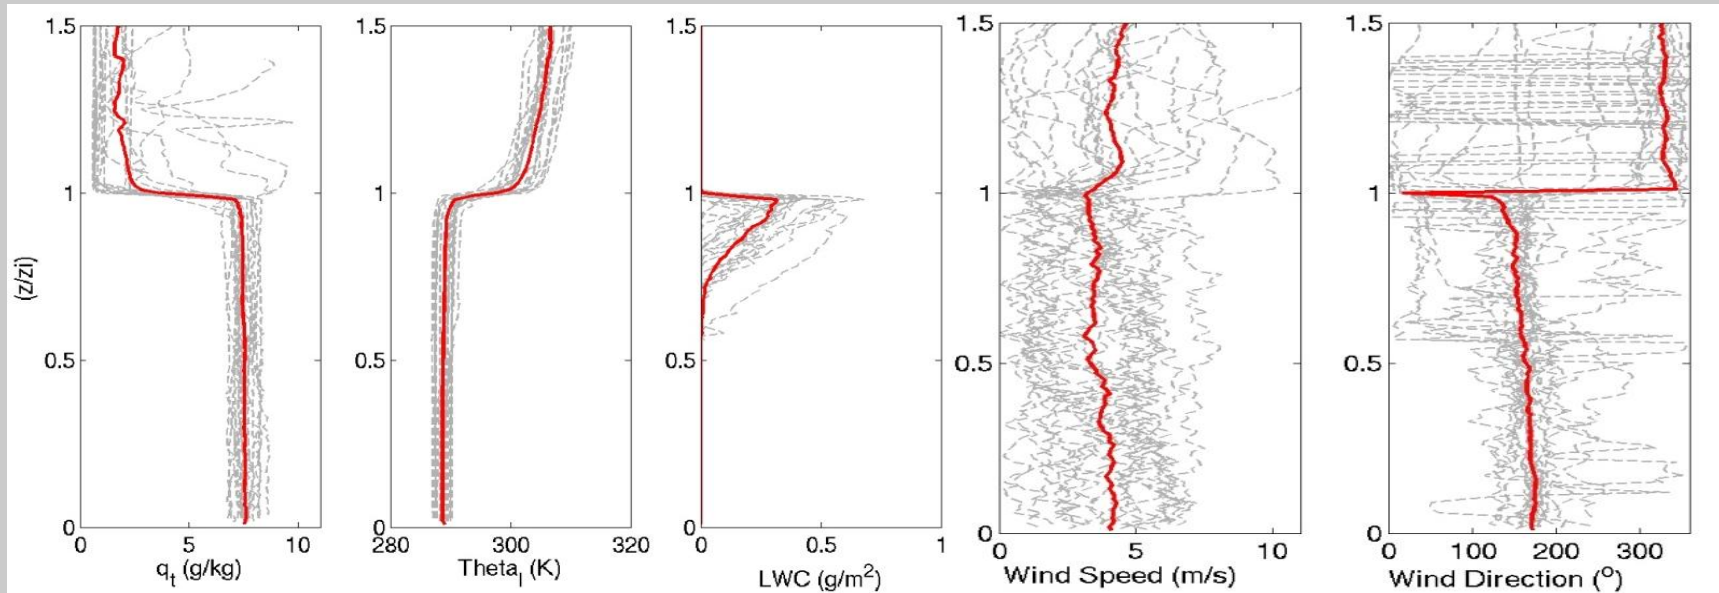 1.5 1.5 1.5 1.5 1.5
1 1 1 1 1
(z/zi)
0.5 0.5 0.5 0.5 0.5
0 0 0 0 0
0 5 10 280 300 320 0 0.5 1 0 5 10 0 100 200 300
q_t (g/kg) Theta_l (K) LWC (g/m²) Wind Speed (m/s) Wind Direction (°)